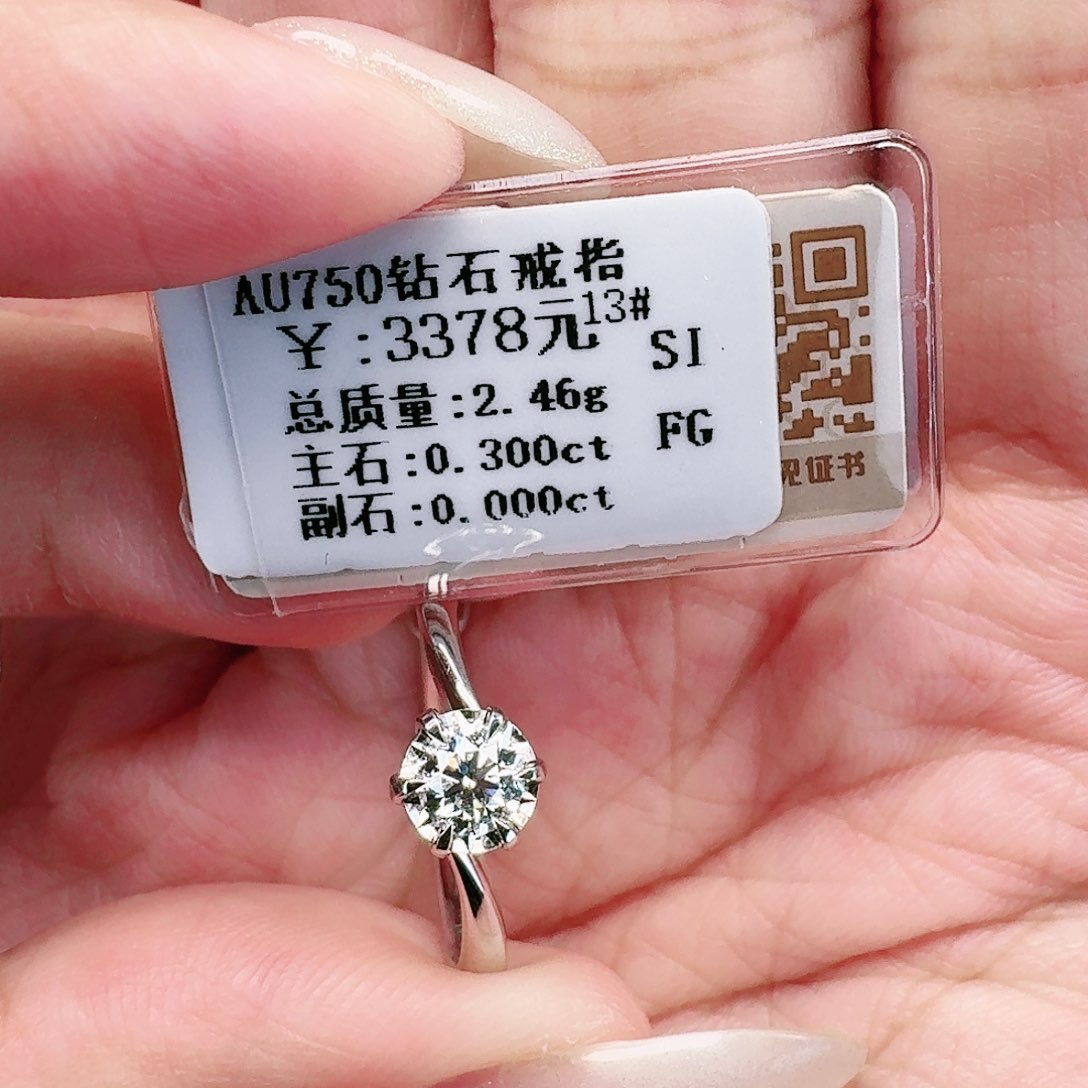 AU750钻石戒指
￥:3378元13#
SI
总质量:2.46g
FG
主石:0.300ct
副石:0.000ct
证书